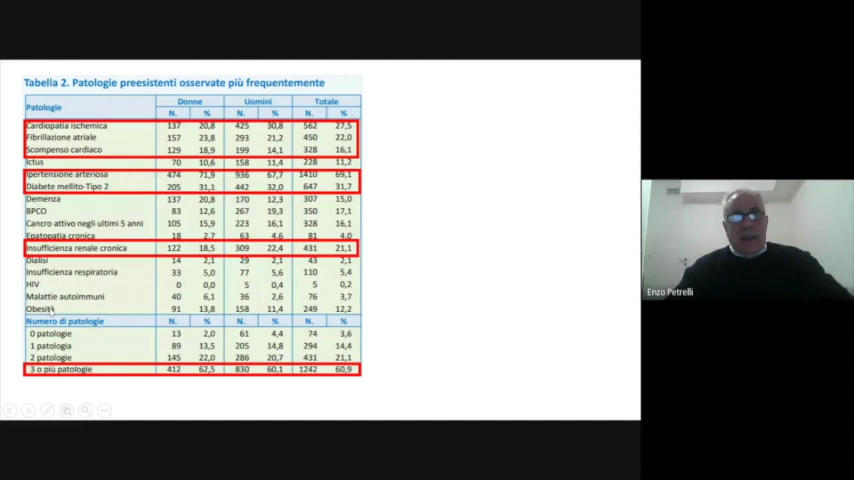 Tabella 2. Patologie preesistenti osservate più frequentemente
Patologie Donne Uomini Totale
N. % N. % N. %
Cardiopatia ischemica 137 20,8 425 30,8 562 27,5
Fibrillazione atriale 157 23,8 293 21,2 450 22,0
Scompenso cardiaco 129 18,9 199 14,1 328 16,1
Ictus 70 10,6 158 11,4 228 11,2
Ipertensione arteriosa 474 71,9 936 67,7 1410 69,1
Diabete mellito-Tipo 2 205 31,1 442 32,0 647 31,7
Demenza 137 20,8 170 12,3 307 15,0
BPCO 83 12,6 267 19,3 350 17,1
Cancro attivo negli ultimi 5 anni 105 15,9 223 16,1 328 16,1
Epatopatia cronica 18 2,7 63 4,6 81 4,0
Insufficienza renale cronica 122 18,5 309 22,4 431 21,1
Dialisi 14 2,1 29 2,1 43 2,1
Insufficienza respiratoria 33 5,0 77 5,6 110 5,4
HIV 0 0,0 5 0,4 5 0,2
Malattie autoimmuni 40 6,1 36 2,6 76 3,7
Obesità 91 13,8 158 11,4 249 12,2
Numero di patologie N. % N. % N. %
0 patologie 13 2,0 61 4,4 74 3,6
1 patologia 89 13,5 205 14,8 294 14,4
2 patologie 145 22,0 286 20,7 431 21,1
3 o più patologie 412 62,5 830 60,1 1242 60,9
Enzo Petrelli